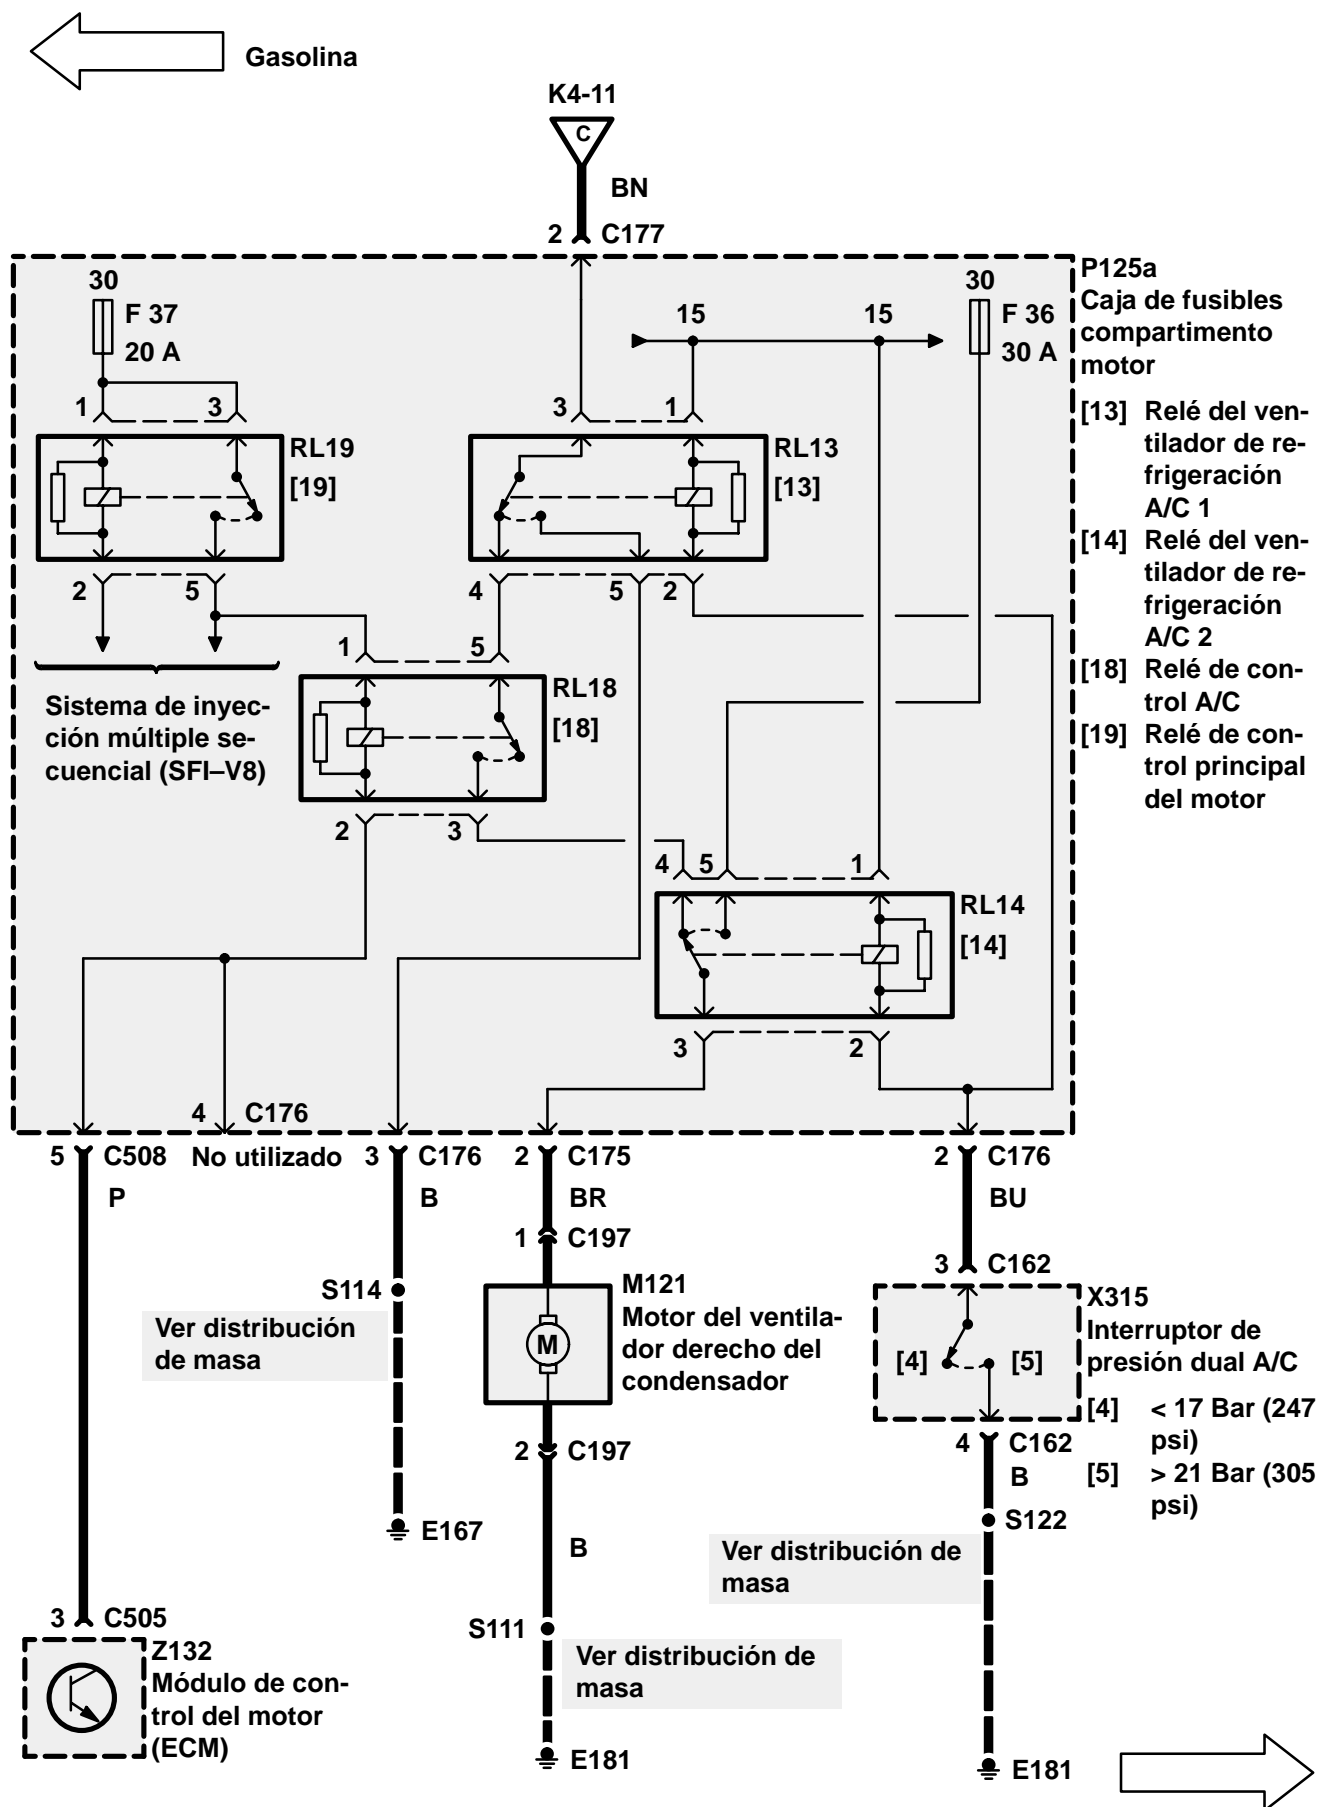 Gasolina
K4-11
C
BN
2 C177
P125a
Caja de fusibles
compartimento
motor
30
F 37
20 A
15 15
30
F 36
30 A
1 3
3 1
[13] Relé del ven-
tilador de re-
frigeración
A/C 1
[14] Relé del ven-
tilador de re-
frigeración
A/C 2
[18] Relé de con-
trol A/C
[19] Relé de con-
trol principal
del motor
RL19
[19]
RL13
[13]
2 5
4 5 2
1 5
Sistema de inyec-
ción múltiple se-
cuencial (SFI–V8)
RL18
[18]
2 3
4 5 1
RL14
[14]
3 2
4 C176
5 C508 No utilizado 3 C176 2 C175 2 C176
P B BR BU
1 C197
3 C162
S114
Ver distribución
de masa
M121
Motor del ventila-
dor derecho del
condensador
M
X315
Interruptor de
presión dual A/C
[4] [5]
[4] < 17 Bar (247
psi)
[5] > 21 Bar (305
psi)
2 C197
4 C162
B
S122
E167
B
Ver distribución de
masa
3 C505
S111
Z132
Módulo de con-
trol del motor
(ECM)
Ver distribución de
masa
E181
E181